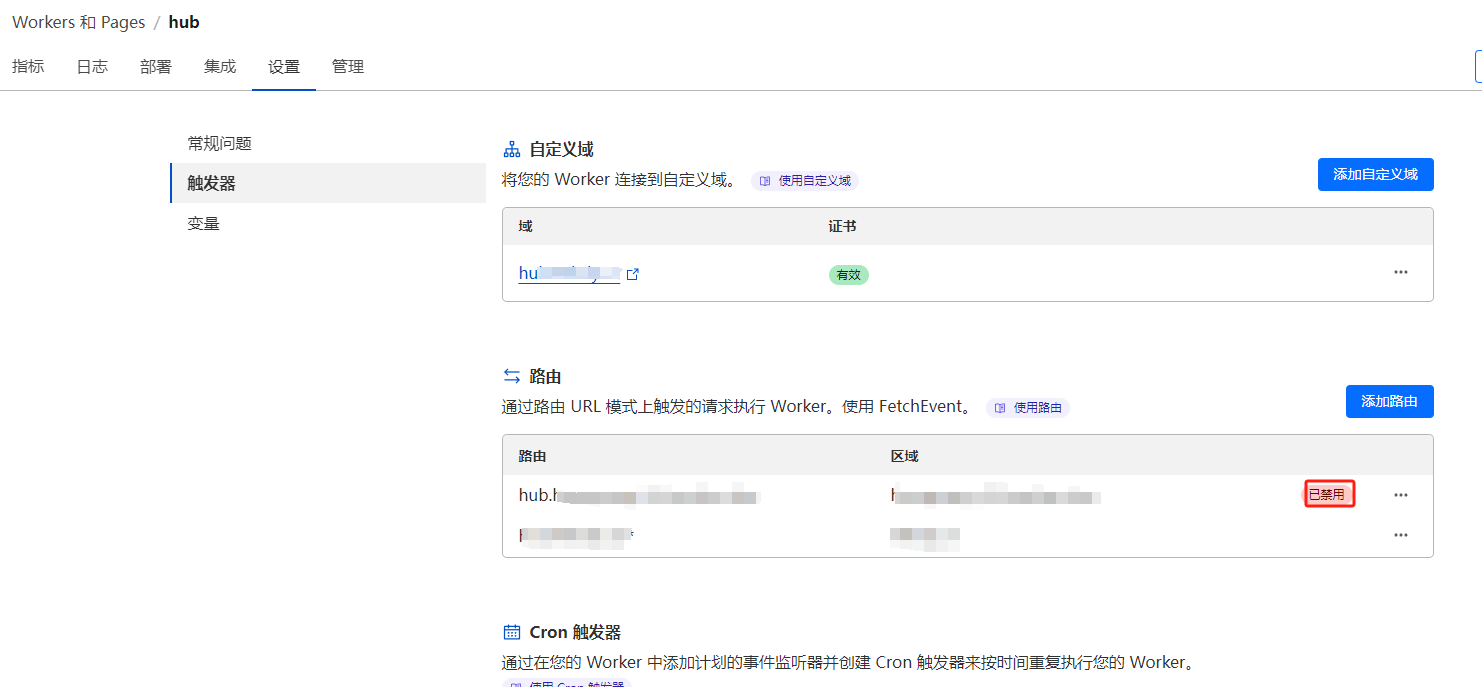 Workers 和 Pages / hub
指标 日志 部署 集成 设置 管理
常规问题
触发器
变量
自定义域
将您的 Worker 连接到自定义域。 使用自定义域
添加自定义域
域 证书
有效
路由
通过路由 URL 模式上触发的请求执行 Worker。使用 FetchEvent。 使用路由
添加路由
路由 区域
hub. 已禁用
Cron 触发器
通过在您的 Worker 中添加计划的事件监听器并创建 Cron 触发器来按时间重复执行您的 Worker。
使用 Cron 触发器